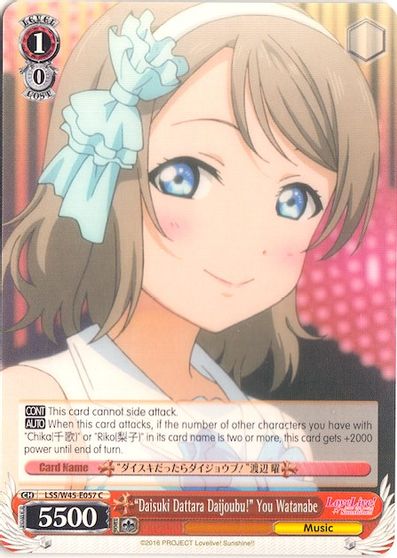 LEVEL
1
0
COST
CONT This card cannot side attack.
AUTO When this card attacks, if the number of other characters you have with
"Chika(千歌)" or "Riko(梨子)" in its card name is two or more, this card gets +2000
power until end of turn.
Card Name "ダイスキだったらダイジョウブ!" 渡辺 曜
CH LSS/W45-E057 C
5500
"Daisuki Dattara Daijoubu!" You Watanabe
LoveLive!
Sunshine!!
Music
©2016 PROJECT Lovelive! Sunshine!!